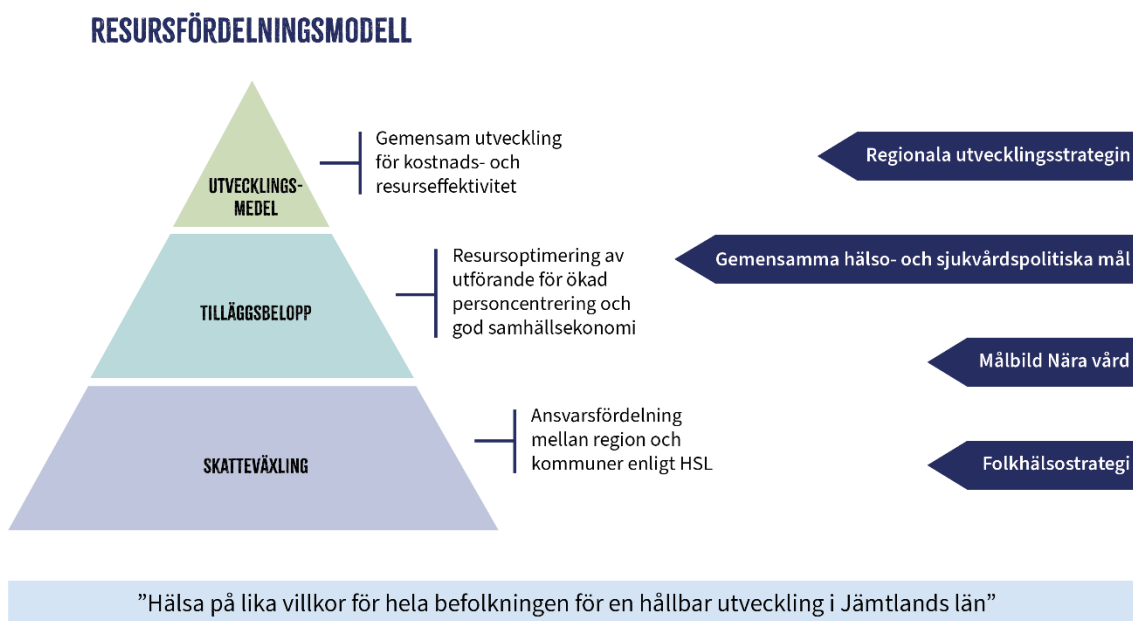 RESURSFÖRDELNINGSMODELL
UTVECKLINGS-
MEDEL
Gemensam utveckling
för kostnads- och
resurseffektivitet
TILLÄGGSBELOPP
Resursoptimering av
utförande för ökad
personcentrering och
god samhällsekonomi
SKATTEVÄXLING
Ansvarsfördelning
mellan region och
kommuner enligt HSL
Regionala utvecklingsstrategin
Gemensamma hälso- och sjukvårdspolitiska mål
Målbild Nära vård
Folkhälsostrategi
”Hälsa på lika villkor för hela befolkningen för en hållbar utveckling i Jämtlands län”